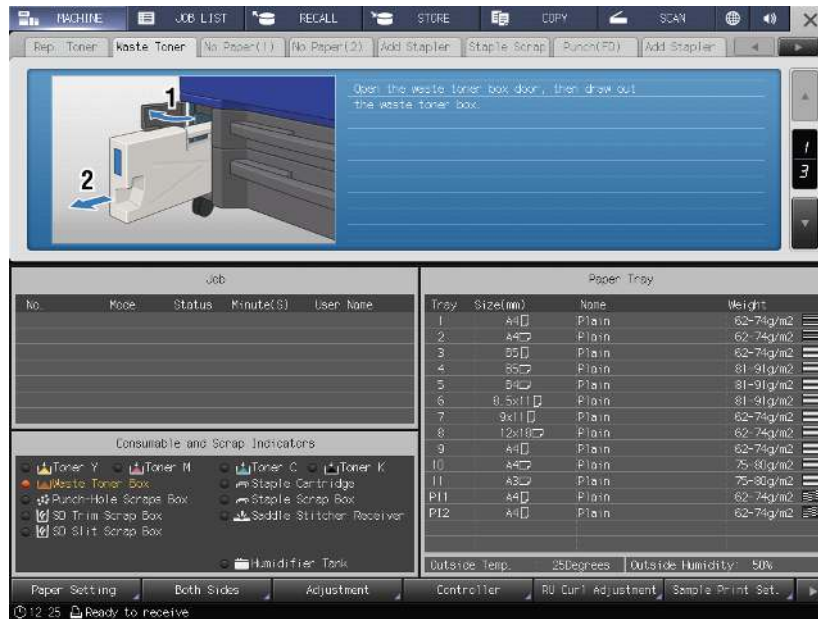 MACHINE JOB LIST RECALL STORE COPY SCAN
Rep. Toner Waste Toner No Paper(1) No Paper(2) Add Stapler Staple Scrap Punch(FD) Add Stapler
Open the waste toner box door, then draw out
the waste toner box.
1
2
1
3
Job
No. Mode Status Minute(S) User Name
Paper Tray
Tray Size(mm) Name Weight
1 A4 Plain 62-74g/m2
2 A4 Plain 62-74g/m2
3 B5 Plain 62-74g/m2
4 B5 Plain 81-91g/m2
5 B4 Plain 81-91g/m2
6 8.5x11 Plain 81-91g/m2
7 9x11 Plain 62-74g/m2
8 12x18 Plain 62-74g/m2
9 A4 Plain 62-74g/m2
10 A4 Plain 75-80g/m2
11 A3 Plain 75-80g/m2
PI1 A4 Plain 62-74g/m2
PI2 A4 Plain 62-74g/m2
Outside Temp. 25Degrees Outside Humidity: 50%
Consumable and Scrap Indicators
Toner Y Toner M Toner C Toner K
Waste Toner Box Staple Cartridge
Punch-Hole Scraps Box Staple Scrap Box
SD Trim Scrap Box Saddle Stitcher Receiver
SD Slit Scrap Box
Humidifier Tank
Paper Setting Both Sides Adjustment Controller RU Curl Adjustment Sample Print Set.
12 25 Ready to receive